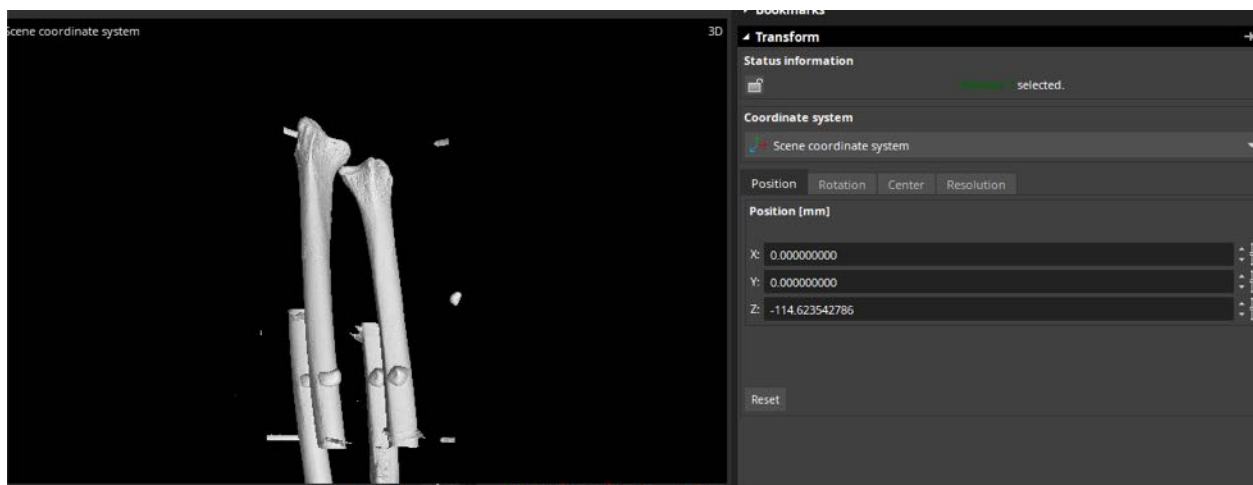 Scene coordinate system
3D
Bookmarks
Transform
Status information
selected.
Coordinate system
Scene coordinate system
Position Rotation Center Resolution
Position [mm]
X: 0.000000000
Y: 0.000000000
Z: -114.623542786
Reset